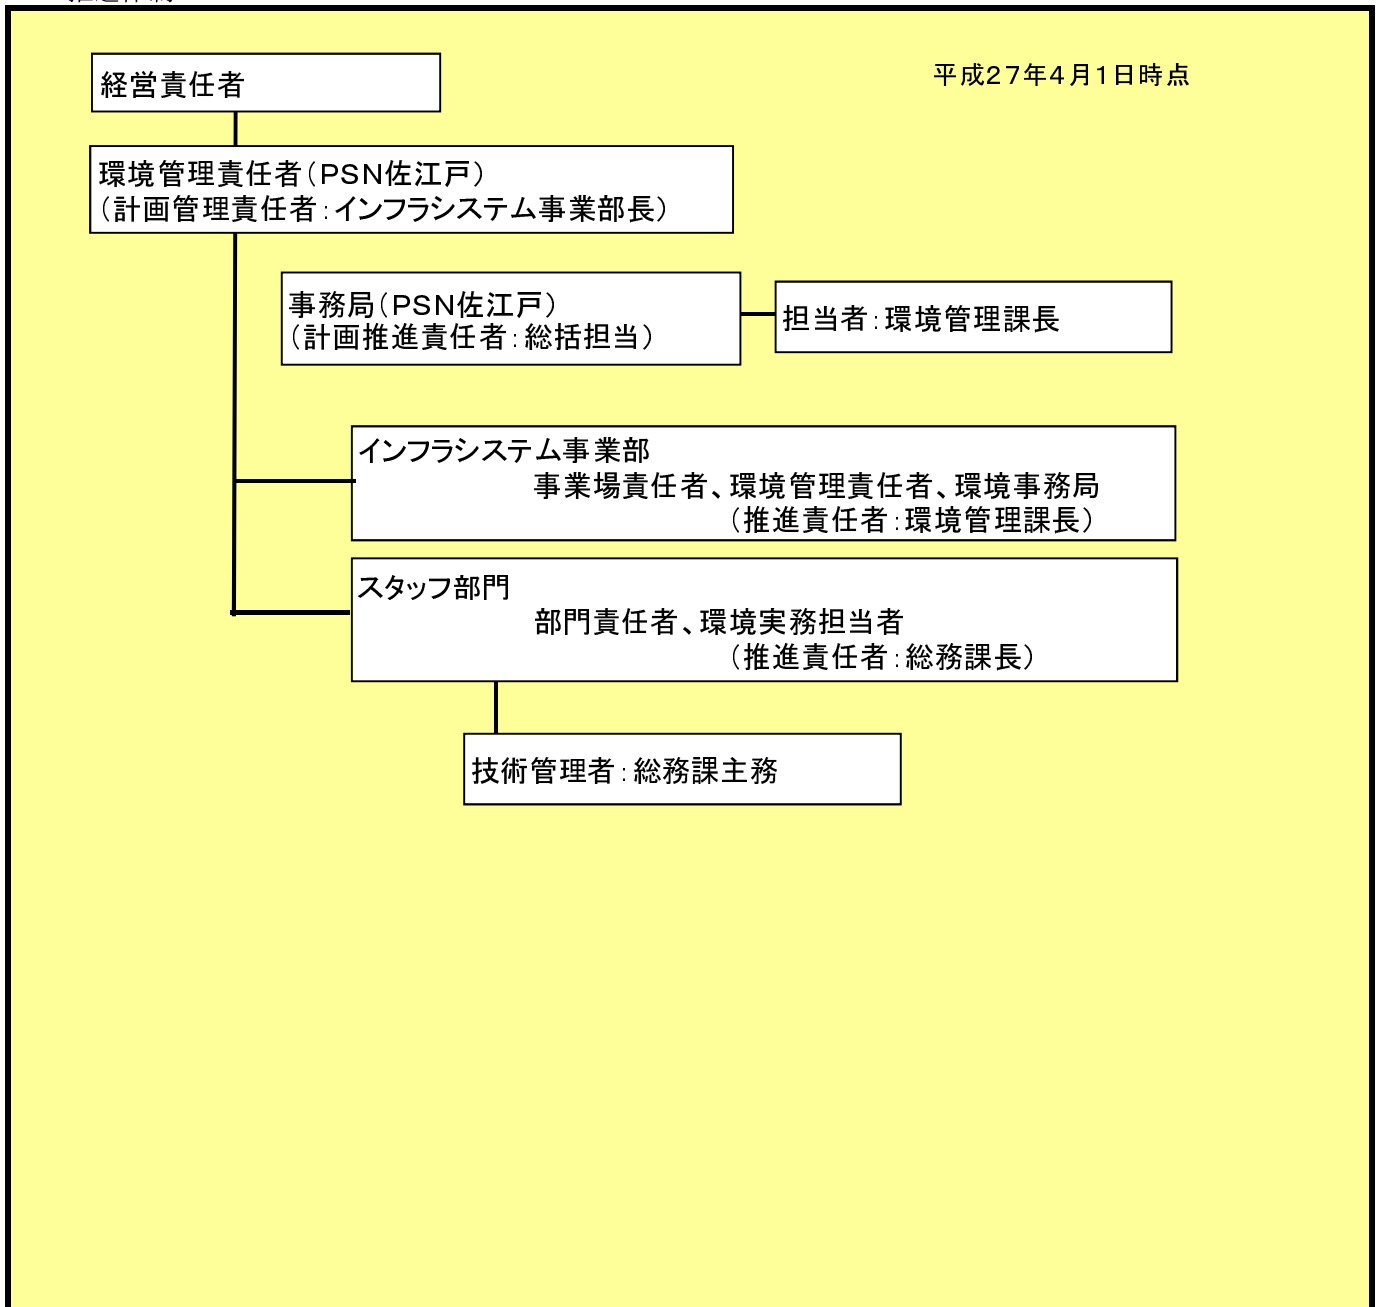 平成27年4月1日時点
経営責任者
環境管理責任者（PSN佐江戸）
（計画管理責任者：インフラシステム事業部長）
事務局（PSN佐江戸）
（計画推進責任者：総括担当）
担当者：環境管理課長
インフラシステム事業部
事業場責任者、環境管理責任者、環境事務局
（推進責任者：環境管理課長）
スタッフ部門
部門責任者、環境実務担当者
（推進責任者：総務課長）
技術管理者：総務課主務